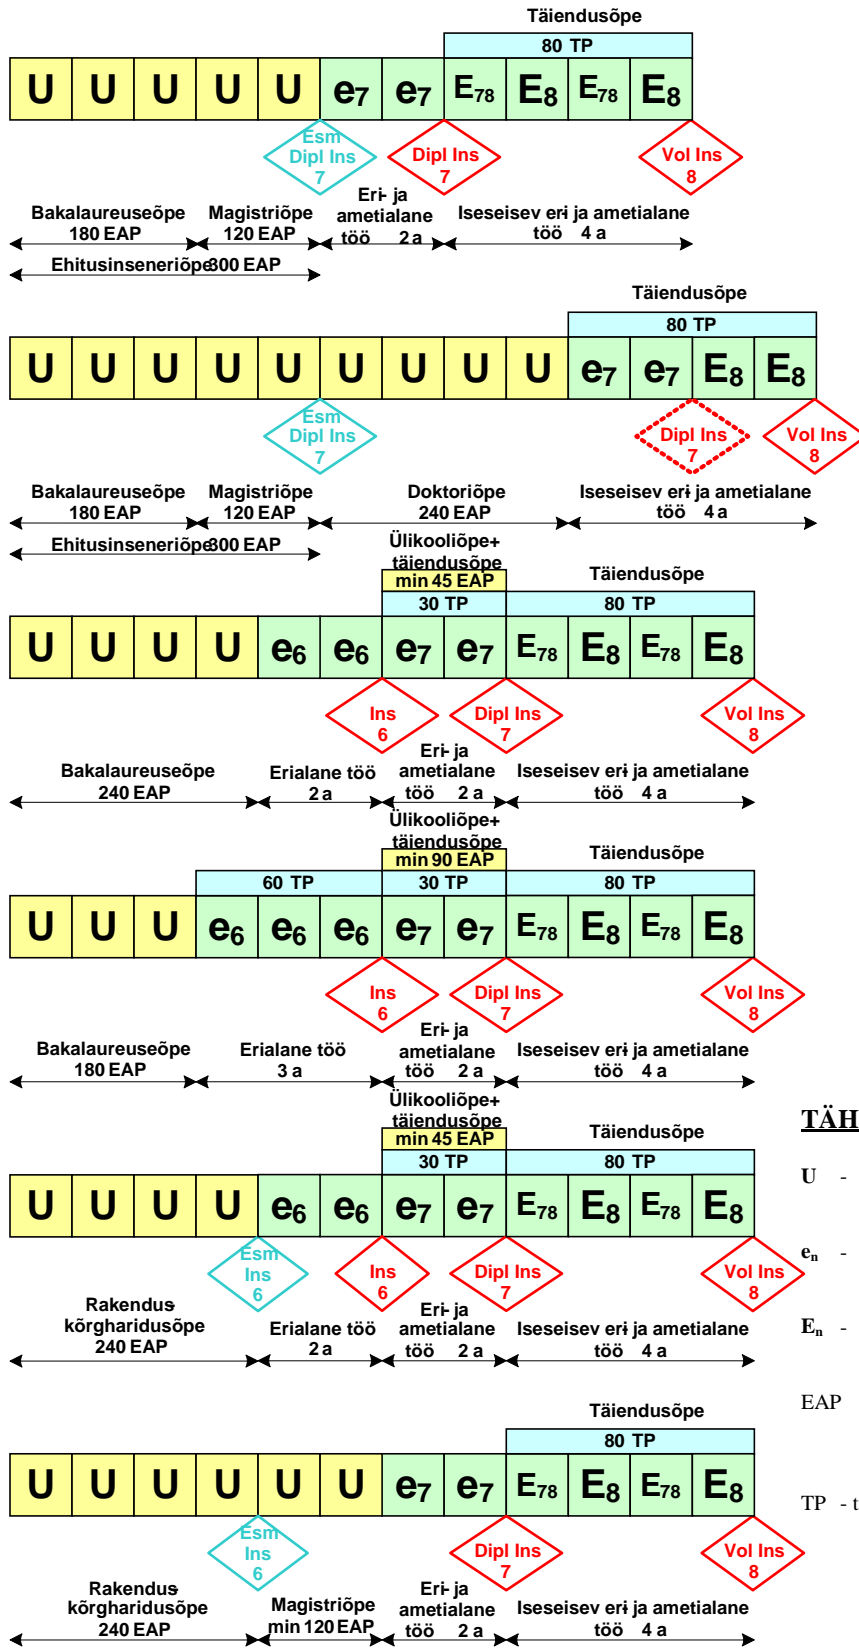 Täiendusõpe
80 TP
U U U U U e7 e7 E78 E8 E78 E8
Esm
Dipl Ins
7
Dipl Ins
7
Vol Ins
8
Bakalaureuseõpe
180 EAP
Magistriõpe
120 EAP
Eri- ja
ametialane
töö 2 a
Iseseisev eri- ja ametialane
töö 4 a
Ehitusinseneriõpe 300 EAP
Täiendusõpe
80 TP
U U U U U U U U U e7 e7 E8 E8
Esm
Dipl Ins
7
Dipl Ins
7
Vol Ins
8
Bakalaureuseõpe
180 EAP
Magistriõpe
120 EAP
Doktoriõpe
240 EAP
Iseseisev eri- ja ametialane
töö 4 a
Ehitusinseneriõpe 300 EAP
Ülikooliõpe+
täiendusõpe
min 45 EAP
30 TP
Täiendusõpe
80 TP
U U U U e6 e6 e7 e7 E78 E8 E78 E8
Ins
6
Dipl Ins
7
Vol Ins
8
Bakalaureuseõpe
240 EAP
Erialane töö
2 a
Eri- ja
ametialane
töö 2 a
Iseseisev eri- ja ametialane
töö 4 a
Ülikooliõpe+
täiendusõpe
min 90 EAP
60 TP
30 TP
Täiendusõpe
80 TP
U U U e6 e6 e6 e7 e7 E78 E8 E78 E8
Ins
6
Dipl Ins
7
Vol Ins
8
Bakalaureuseõpe
180 EAP
Erialane töö
3 a
Eri- ja
ametialane
töö 2 a
Iseseisev eri- ja ametialane
töö 4 a
Ülikooliõpe+
täiendusõpe
min 45 EAP
30 TP
Täiendusõpe
80 TP
U U U U e6 e6 e7 e7 E78 E8 E78 E8
Esm
Ins
6
Ins
6
Dipl Ins
7
Vol Ins
8
Rakendus-
kõrgharidusõpe
240 EAP
Erialane töö
2 a
Eri- ja
ametialane
töö 2 a
Iseseisev eri- ja ametialane
töö 4 a
Täiendusõpe
80 TP
U U U U U U e7 e7 E78 E8 E78 E8
Esm
Ins
6
Dipl Ins
7
Vol Ins
8
Rakendus-
kõrgharidusõpe
240 EAP
Magistriõpe
min 120 EAP
Eri- ja
ametialane
töö 2 a
Iseseisev eri- ja ametialane
töö 4 a
TÄH
U -
en -
En -
EAP
TP - t